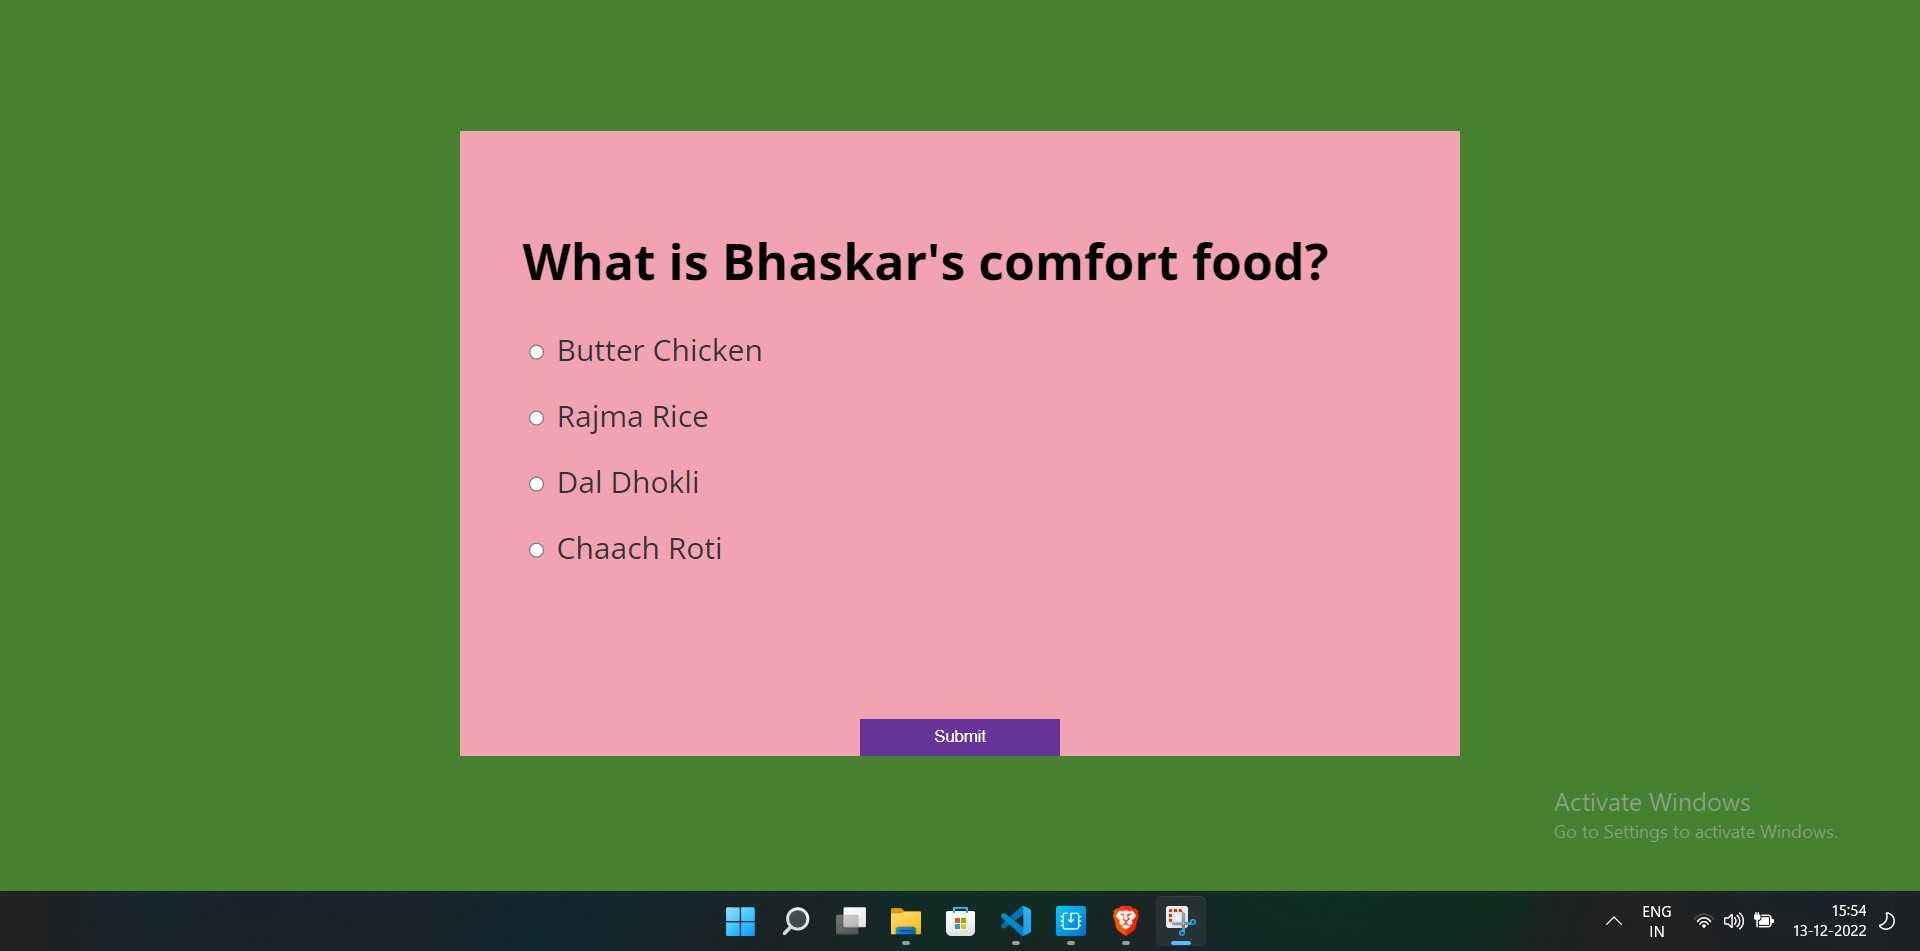 What is Bhaskar's comfort food?
Butter Chicken
Rajma Rice
Dal Dhokli
Chaach Roti
Submit
Activate Windows
Go to Settings to activate Windows.
ENG
IN
15:54
13-12-2022